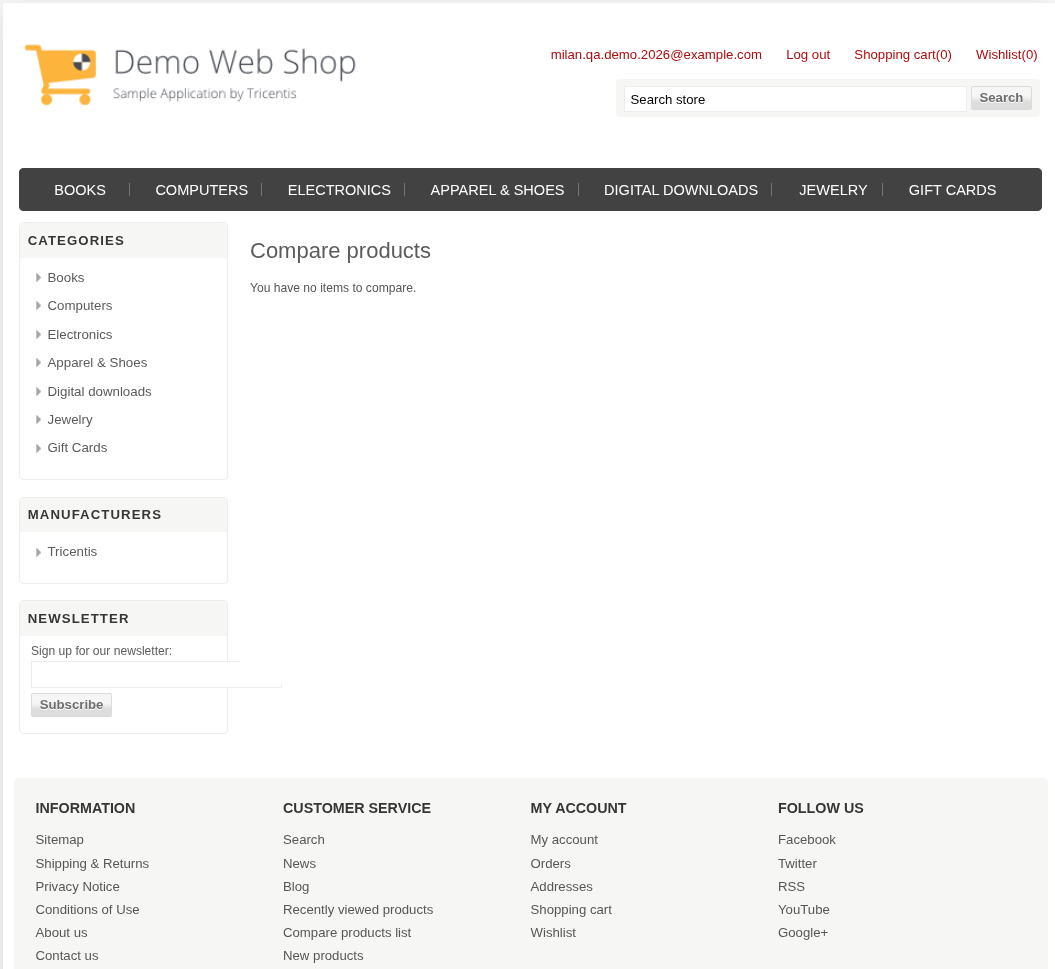 Demo Web Shop
Sample Application by Tricentis
milan.qa.demo.2026@example.com Log out Shopping cart(0) Wishlist(0)
Search store Search
BOOKS COMPUTERS ELECTRONICS APPAREL & SHOES DIGITAL DOWNLOADS JEWELRY GIFT CARDS
CATEGORIES
Books
Computers
Electronics
Apparel & Shoes
Digital downloads
Jewelry
Gift Cards
MANUFACTURERS
Tricentis
NEWSLETTER
Sign up for our newsletter:
Subscribe
Compare products
You have no items to compare.
INFORMATION
Sitemap
Shipping & Returns
Privacy Notice
Conditions of Use
About us
Contact us
CUSTOMER SERVICE
Search
News
Blog
Recently viewed products
Compare products list
New products
MY ACCOUNT
My account
Orders
Addresses
Shopping cart
Wishlist
FOLLOW US
Facebook
Twitter
RSS
YouTube
Google+